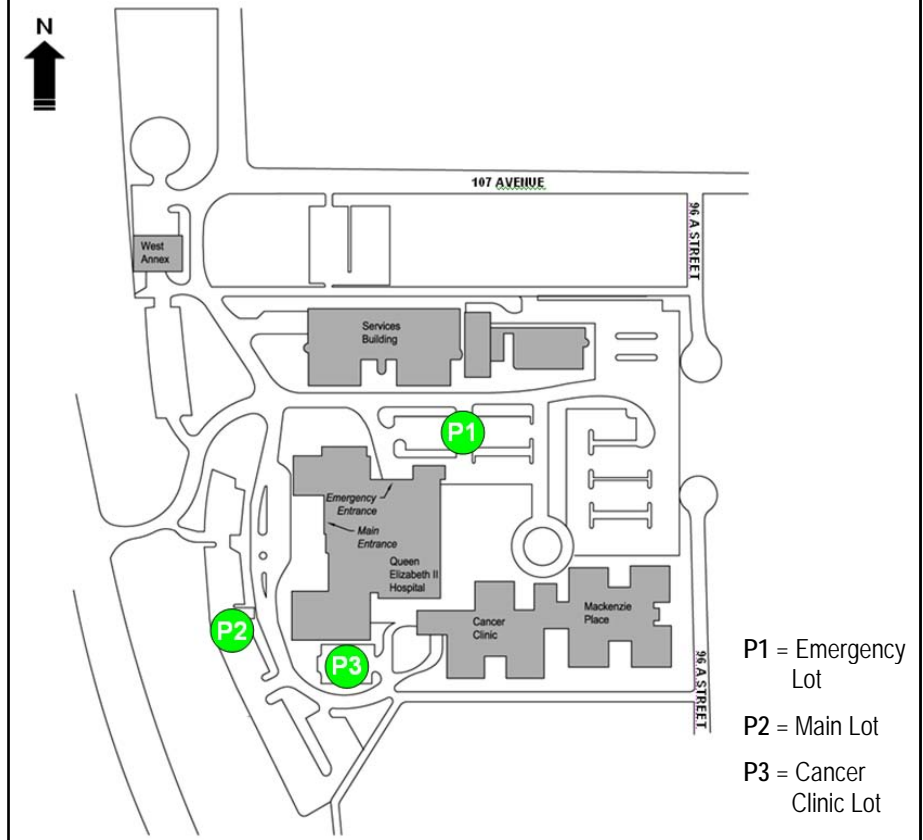 N
107 AVENUE
96 A STREET
West
Annex
Services
Building
P1
Emergency
Entrance
Main
Entrance
Queen
Elizabeth II
Hospital
Cancer
Clinic
Mackenzie
Place
P2
P3
96 A STREET
P1 = Emergency
Lot
P2 = Main Lot
P3 = Cancer
Clinic Lot